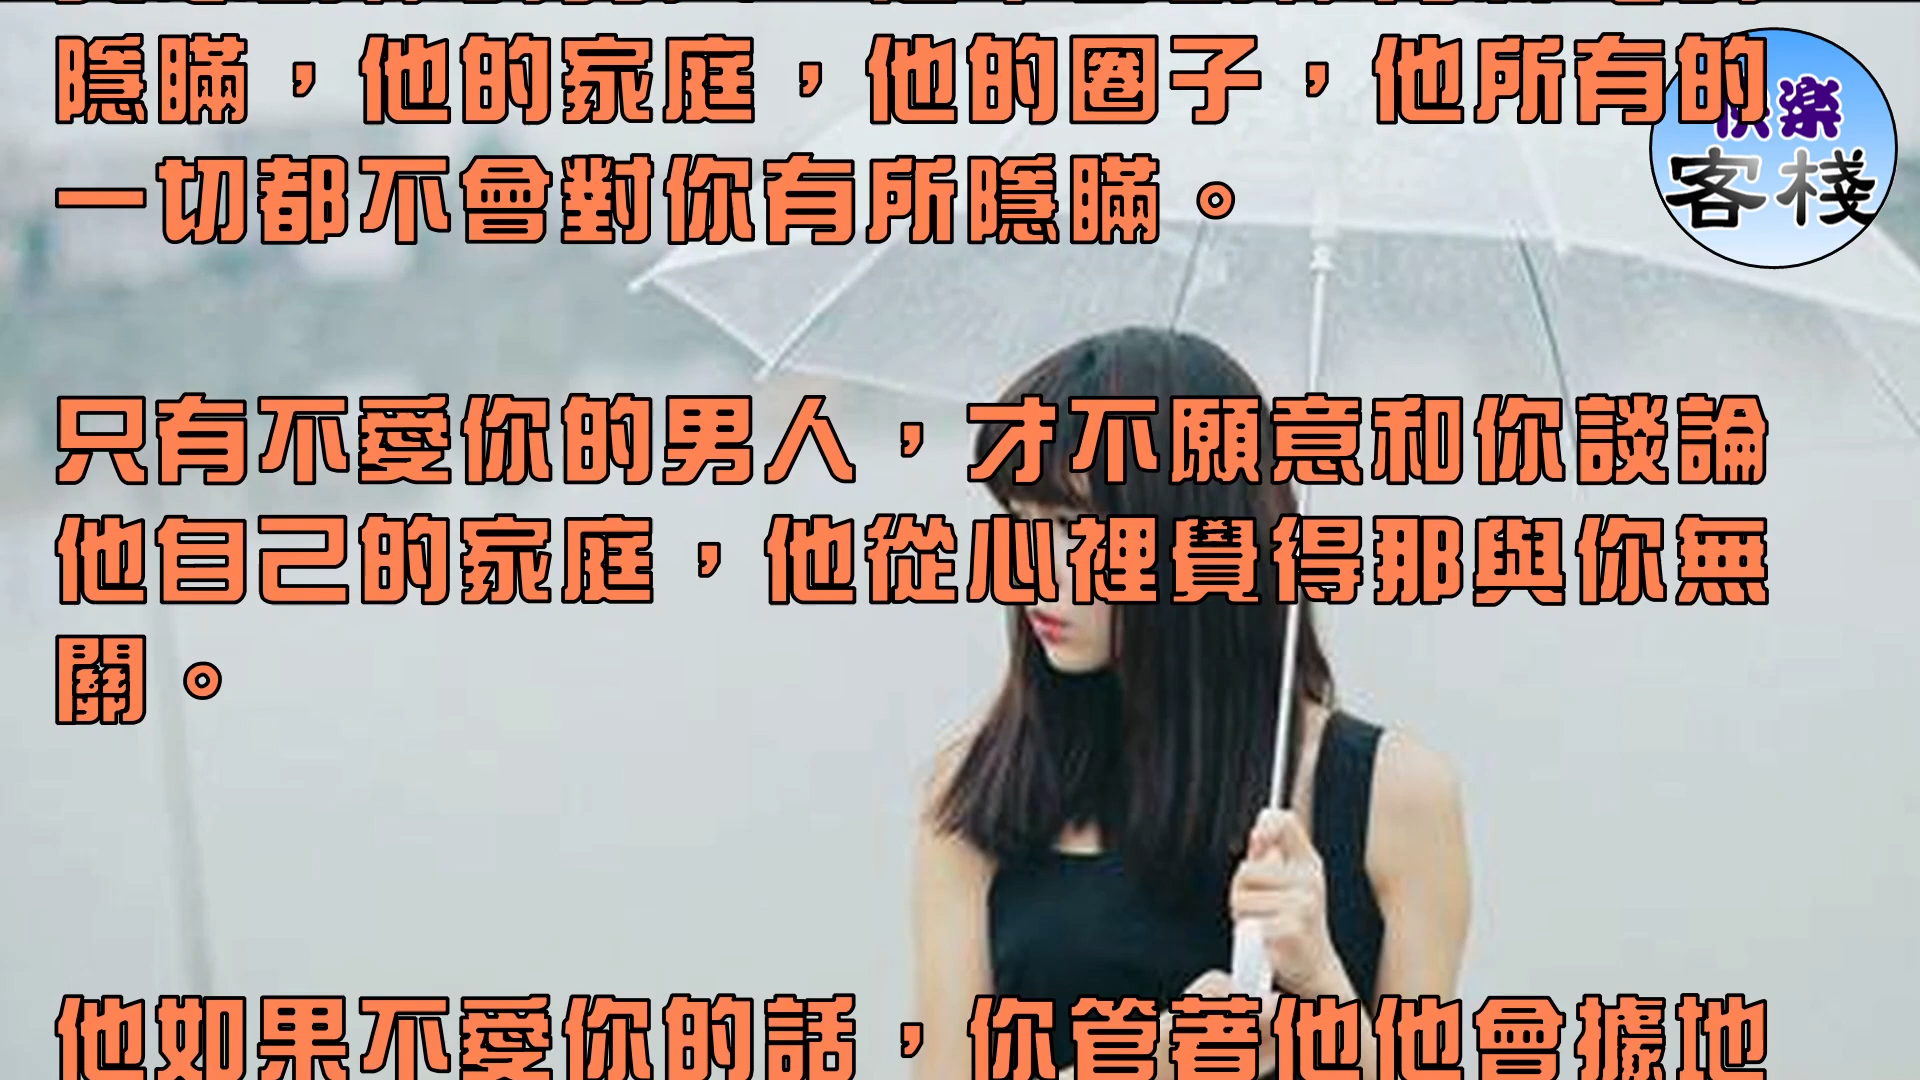 隱瞞，他的家庭，他的圈子，他所有的
一切都不會對你有所隱瞞。
快樂
客棧
只有不愛你的男人，才不願意和你談論
他自己的家庭，他從心裡覺得那與你無
關。
他如果不愛你的話，你管著他他會據地